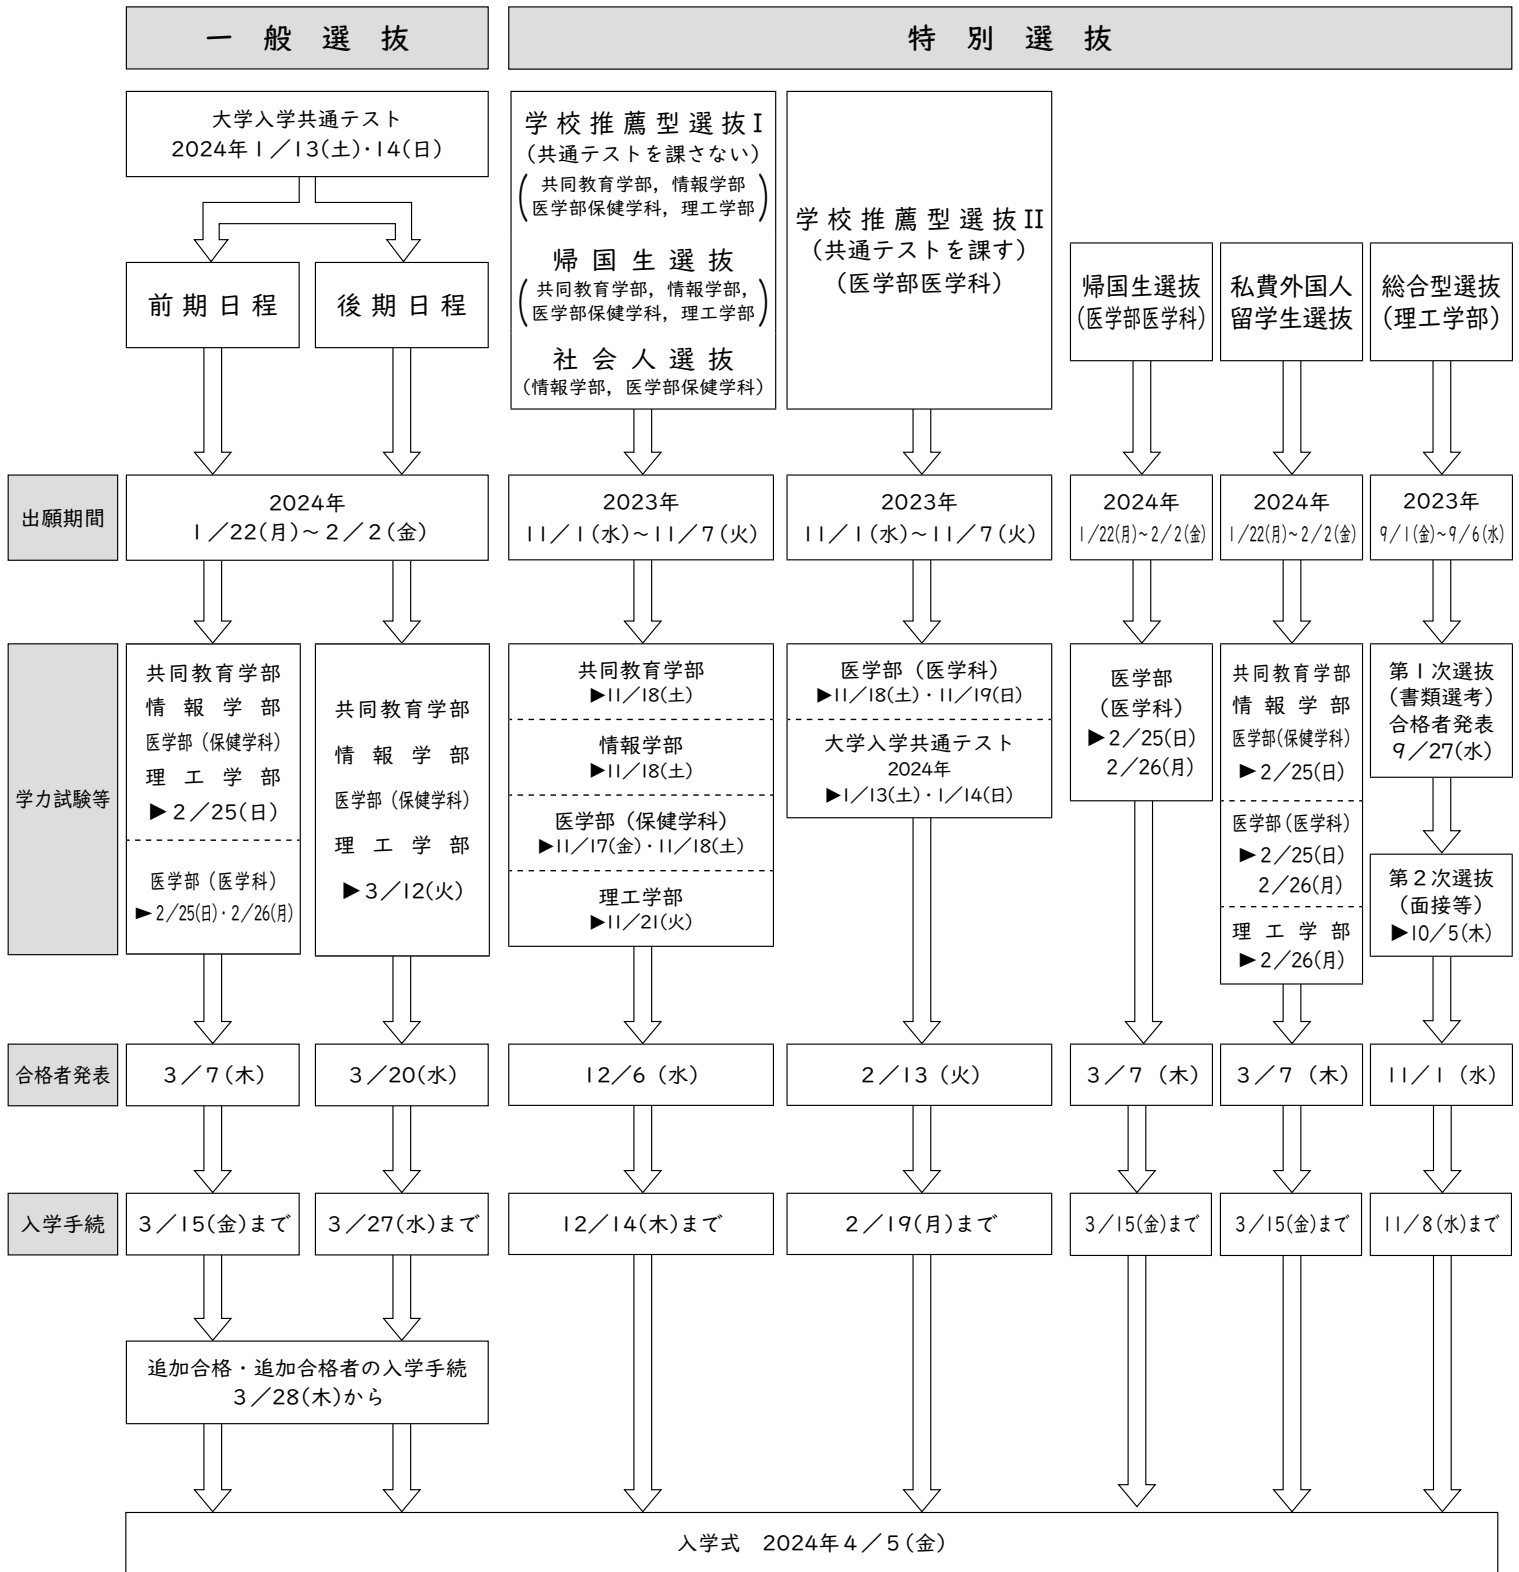 一般選抜
特別選抜
大学入学共通テスト
2024年1/13(土)・14(日)
前期日程
後期日程
学校推薦型選抜I
(共通テストを課さない)
(共同教育学部, 情報学部
医学部保健学科, 理工学部)
帰国生選抜
(共同教育学部, 情報学部,
医学部保健学科, 理工学部)
社会人選抜
(情報学部, 医学部保健学科)
学校推薦型選抜II
(共通テストを課す)
(医学部医学科)
帰国生選抜
(医学部医学科)
私費外国人
留学生選抜
総合型選抜
(理工学部)
出願期間
2024年
1/22(月)~2/2(金)
2023年
11/1(水)~11/7(火)
2023年
11/1(水)~11/7(火)
2024年
1/22(月)~2/2(金)
2024年
1/22(月)~2/2(金)
2023年
9/1(金)~9/6(水)
学力試験等
共同教育学部
情報学部
医学部(保健学科)
理工学部
▶2/25(日)
医学部(医学科)
▶2/25(日)・2/26(月)
共同教育学部
情報学部
医学部(保健学科)
理工学部
▶3/12(火)
共同教育学部
▶11/18(土)
情報学部
▶11/18(土)
医学部(保健学科)
▶11/17(金)・11/18(土)
理工学部
▶11/21(火)
医学部(医学科)
▶11/18(土)・11/19(日)
大学入学共通テスト
2024年
▶1/13(土)・1/14(日)
医学部
(医学科)
▶2/25(日)
2/26(月)
共同教育学部
情報学部
医学部(保健学科)
▶2/25(日)
医学部(医学科)
▶2/25(日)
2/26(月)
理工学部
▶2/26(月)
第1次選抜
(書類選考)
合格者発表
9/27(水)
第2次選抜
(面接等)
▶10/5(木)
合格者発表
3/7(木)
3/20(水)
12/6(水)
2/13(火)
3/7(木)
3/7(木)
11/1(水)
入学手続
3/15(金)まで
3/27(水)まで
12/14(木)まで
2/19(月)まで
3/15(金)まで
3/15(金)まで
11/8(水)まで
追加合格・追加合格者の入学手続
3/28(木)から
入学式 2024年4/5(金)